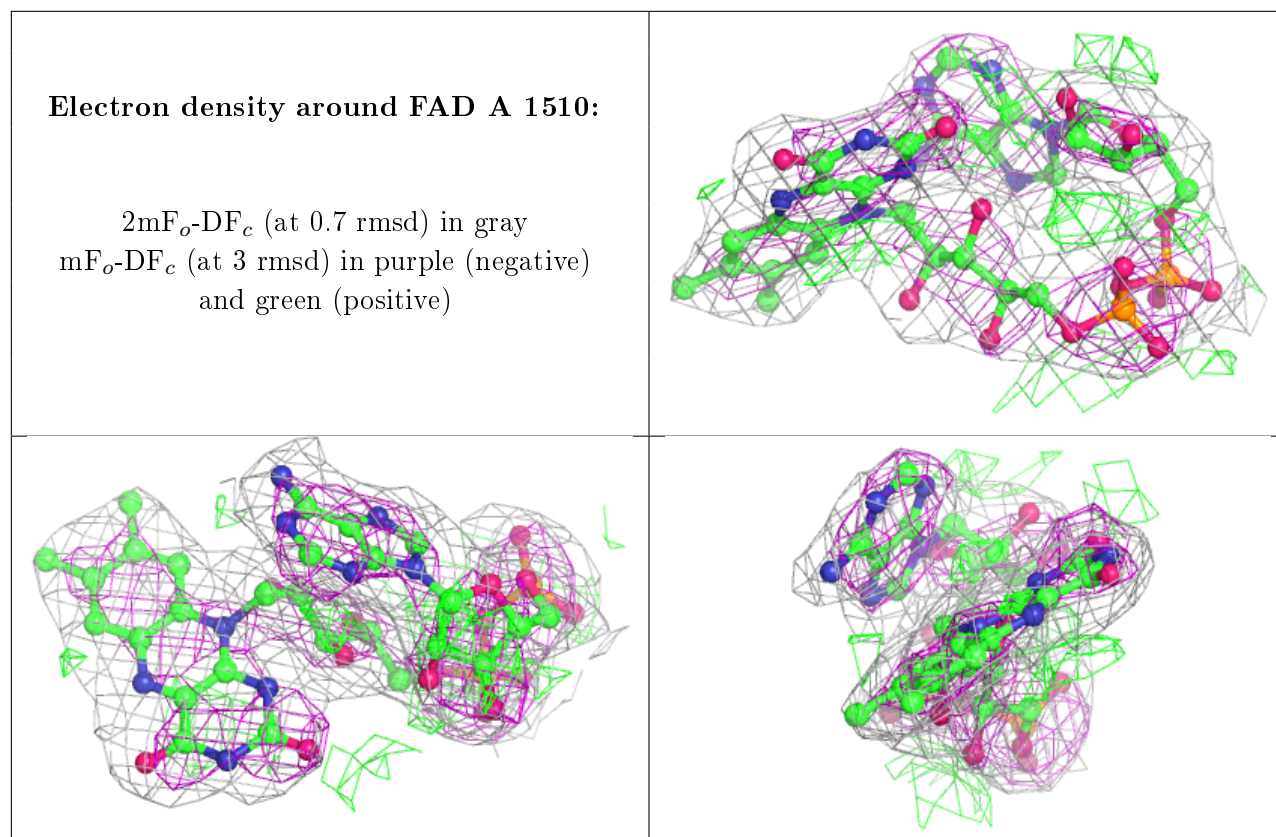 Electron density around FAD A 1510:
2mFo-DFc (at 0.7 rmsd) in gray
mFo-DFc (at 3 rmsd) in purple (negative)
and green (positive)